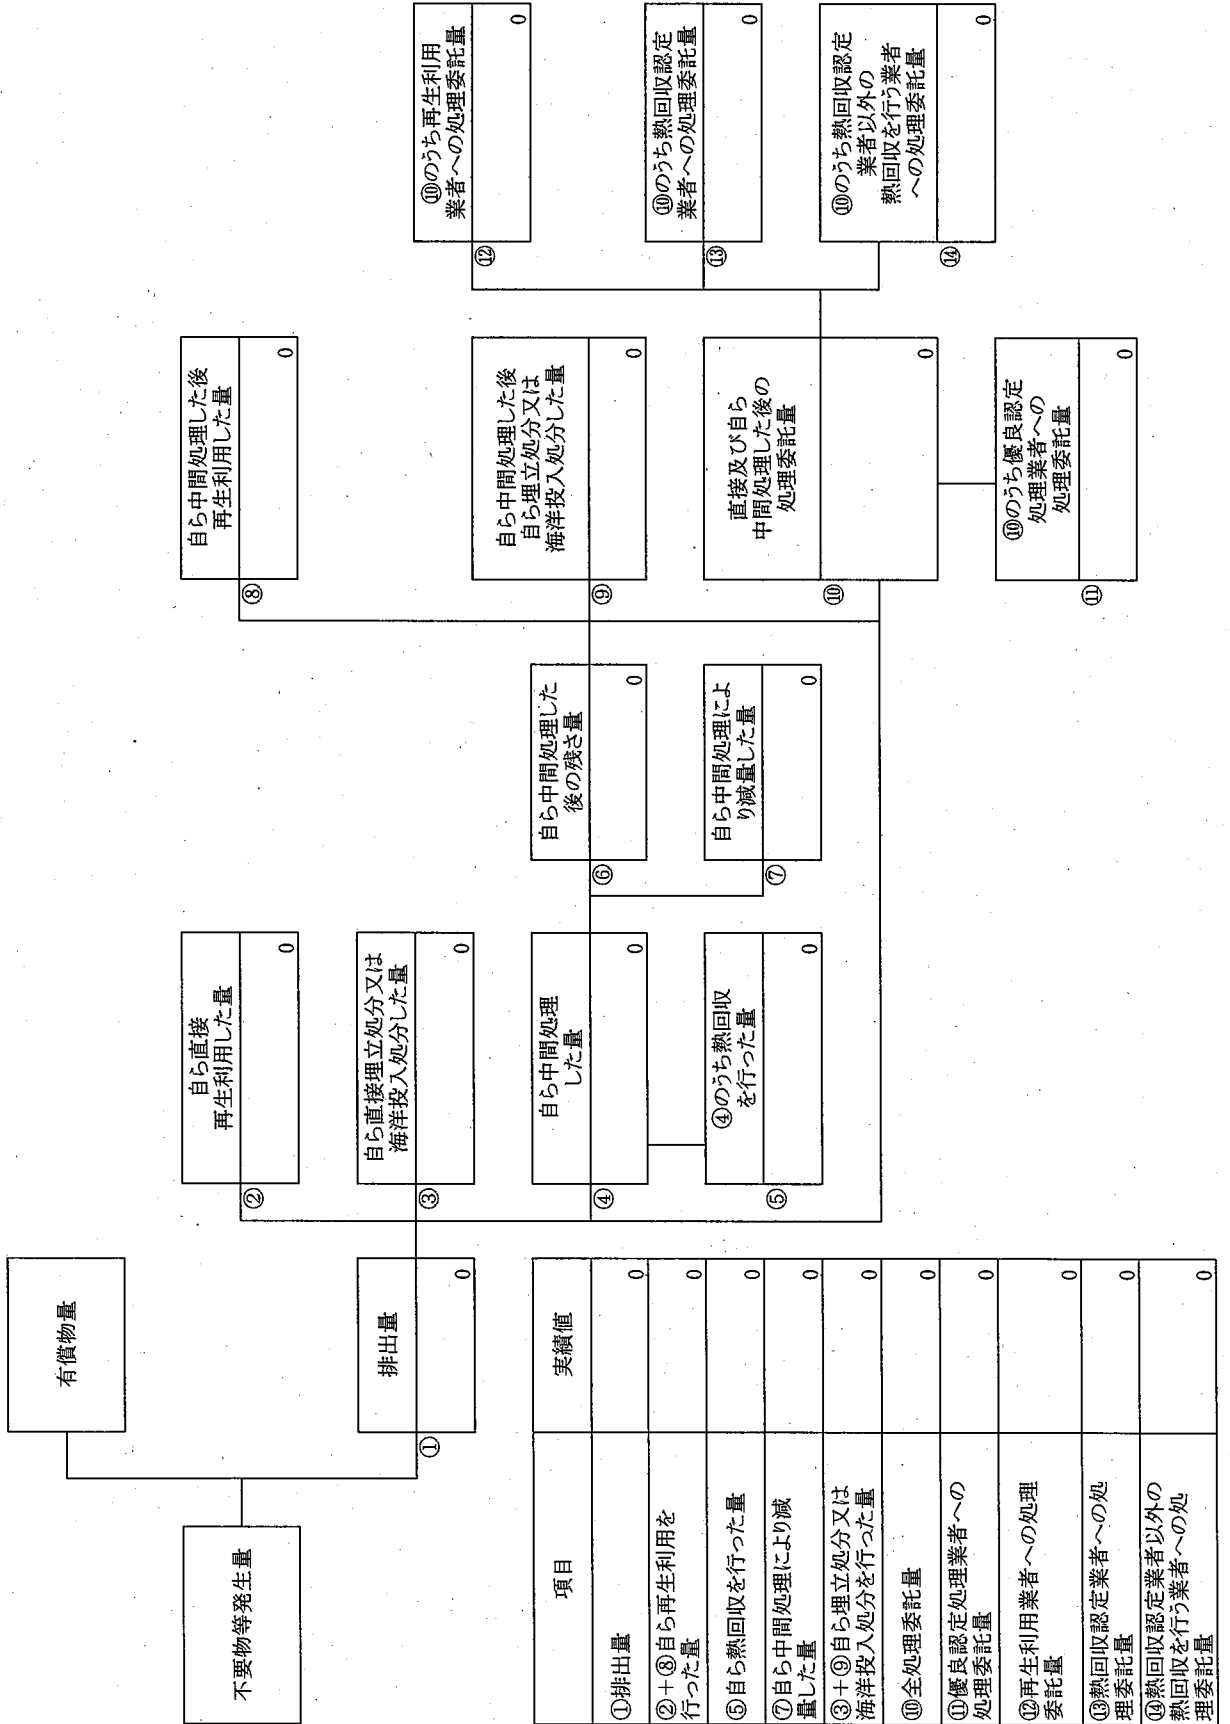 不要物等発生量
有償物量
排出量
①
0
自ら直接
再生利用した量
②
0
自ら直接埋立処分又は
海洋投入処分した量
③
0
自ら中間処理
した量
④
0
④のうち熱回収
を行った量
⑤
0
自ら中間処理した
後の残さ量
⑥
0
自ら中間処理によ
り減量した量
⑦
0
自ら中間処理した後
再生利用した量
⑧
0
自ら中間処理した後
自ら埋立処分又は
海洋投入処分した量
⑨
0
直接及び自ら
中間処理した後の
処理委託量
⑩
0
⑩のうち優良認定
処理業者への
処理委託量
⑪
0
⑩のうち再生利用
業者への処理委託量
⑫
0
⑩のうち熱回収認定
業者への処理委託量
⑬
0
⑩のうち熱回収認定
業者以外の
熱回収を行う業者
への処理委託量
⑭
0
項目 実績値
①排出量 0
②+⑧自ら再生利用を
行った量 0
⑤自ら熱回収を行った量 0
⑦自ら中間処理により減
量した量 0
③+⑨自ら埋立処分又は
海洋投入処分を行った量 0
⑩全処理委託量 0
⑪優良認定処理業者への
処理委託量 0
⑫再生利用業者への処理
委託量 0
⑬熱回収認定業者への処
理委託量 0
⑭熱回収認定業者以外の
熱回収を行う業者への処
理委託量 0